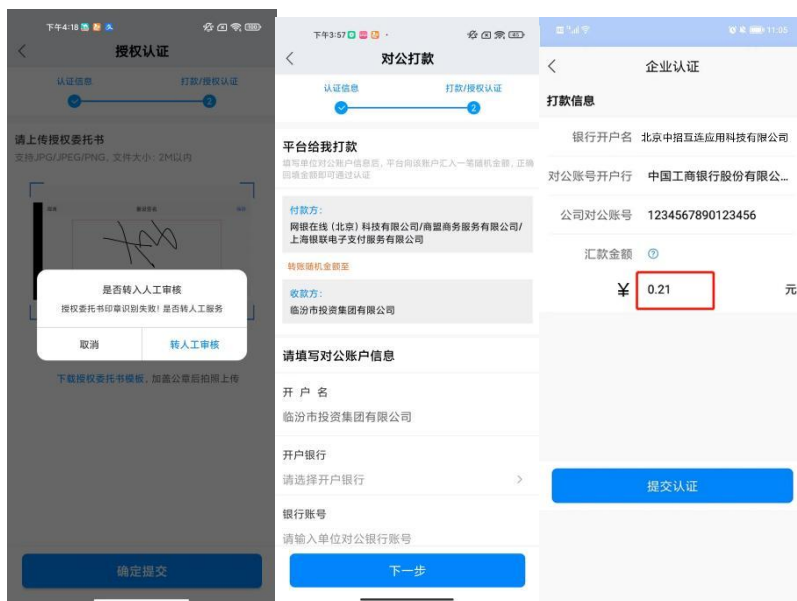 下午4:18
授权认证
认证信息
打款/授权认证
2
请上传授权委托书
支持JPG/JPEG/PNG, 文件大小: 2M以内
是否转入人工审核
授权委托书印章识别失败! 是否转人工服务
取消
转人工审核
下载授权委托书模板, 加盖公章后拍照上传
确定提交
下午3:57
对公打款
认证信息
打款/授权认证
2
平台给我打款
填写单位对公账户信息后, 平台向该账户汇入一笔随机金额, 正确
回填金额即可通过认证
付款方:
网银在线 (北京) 科技有限公司/商盟商务服务有限公司/
上海银联电子支付服务有限公司
转账随机金额至
收款方:
临汾市投资集团有限公司
请填写对公账户信息
开 户 名
临汾市投资集团有限公司
开户银行
请选择开户银行
银行账号
请输入单位对公银行账号
下一步
11:05
企业认证
打款信息
银行开户名 北京中招互连应用科技有限公司
对公账号开户行 中国工商银行股份有限公...
公司对公账号 1234567890123456
汇款金额 ?
¥ 0.21 元
提交认证